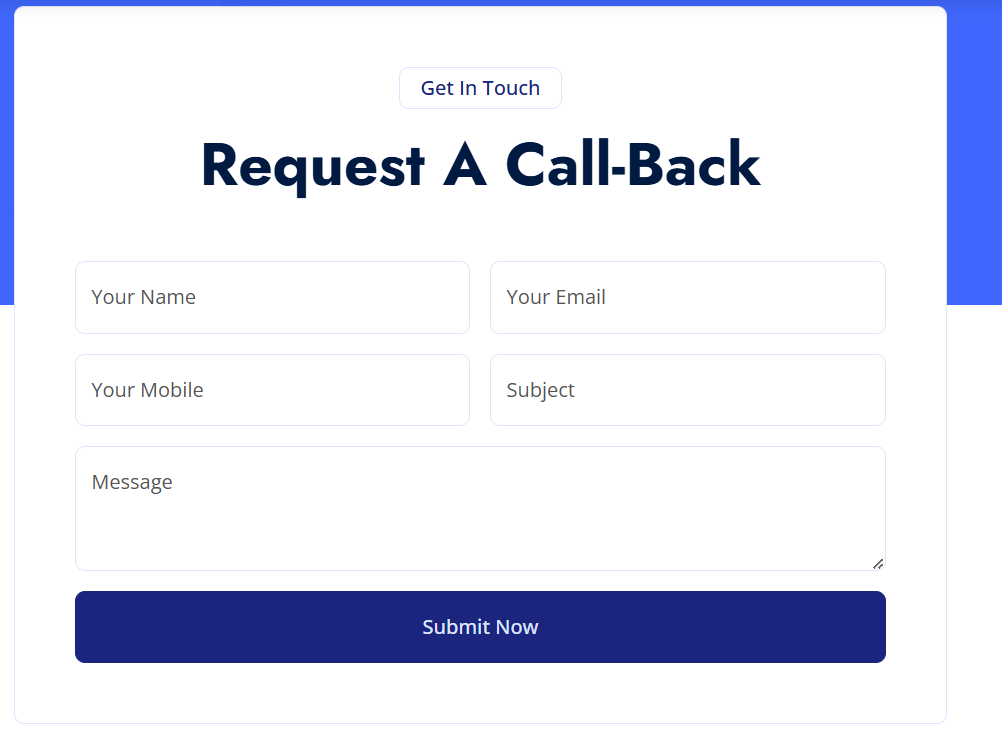 Get In Touch
Request A Call-Back
Your Name
Your Email
Your Mobile
Subject
Message
Submit Now